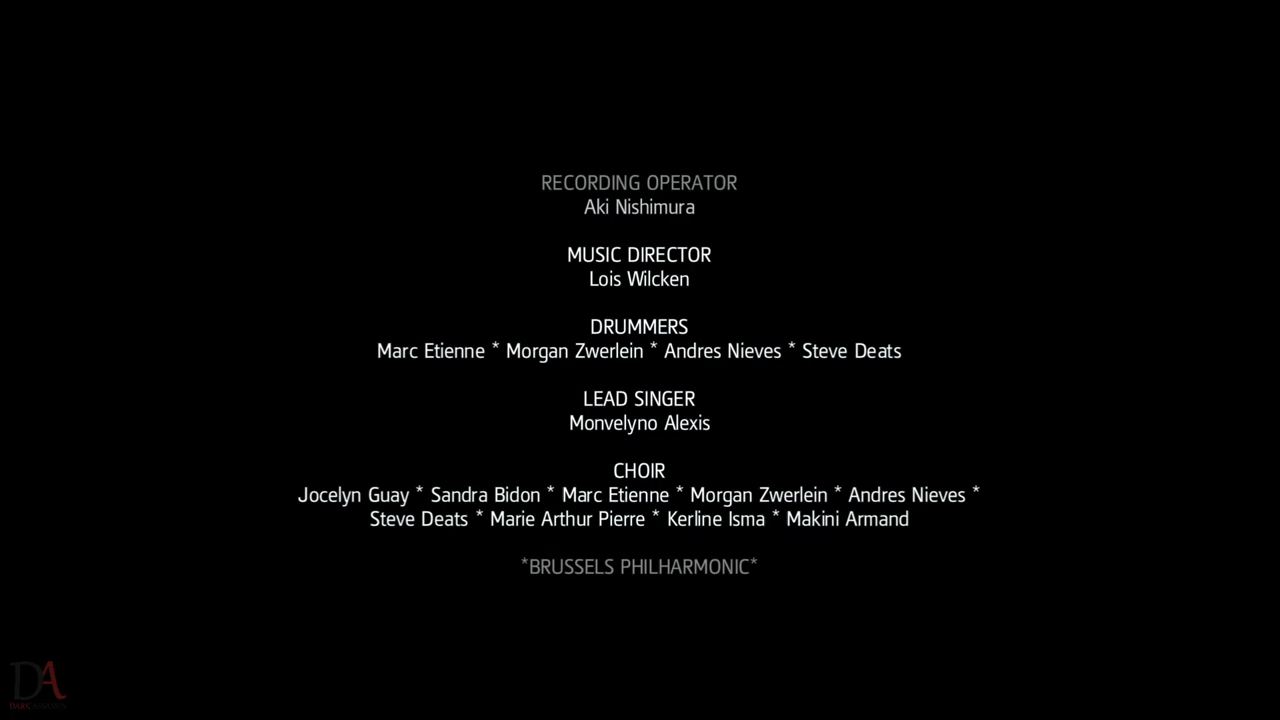 RECORDING OPERATOR
Aki Nishimura
MUSIC DIRECTOR
Lois Wilcken
DRUMMERS
Marc Etienne * Morgan Zwerlein * Andres Nieves * Steve Deats
LEAD SINGER
Monvelyno Alexis
CHOIR
Jocelyn Guay * Sandra Bidon * Marc Etienne * Morgan Zwerlein * Andres Nieves *
Steve Deats * Marie Arthur Pierre * Kerline Isma * Makini Armand
*BRUSSELS PHILHARMONIC*
DA